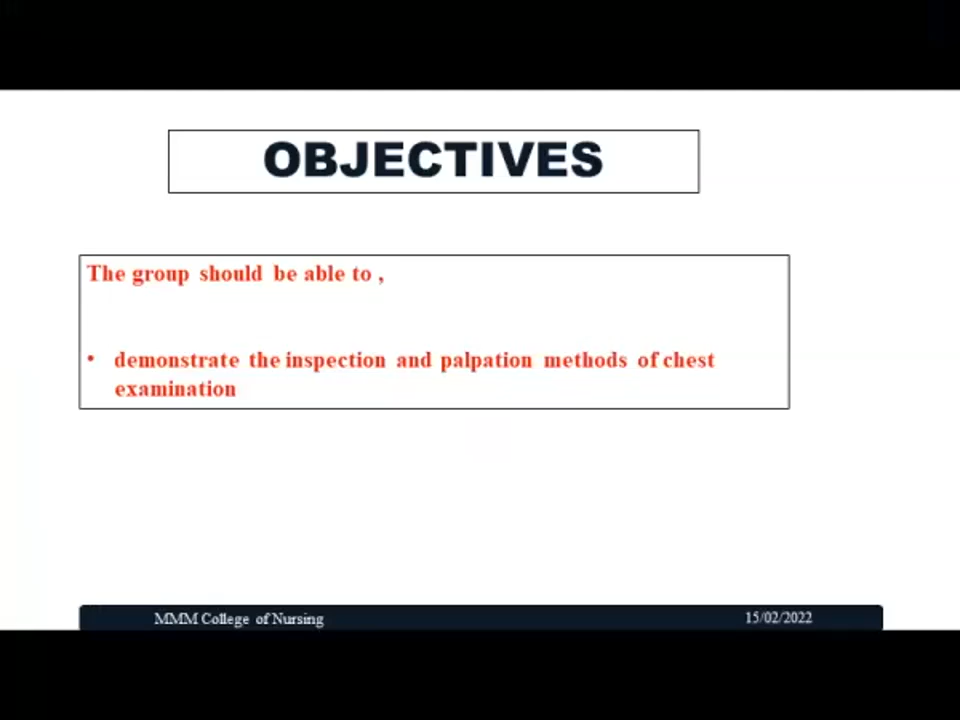 OBJECTIVES
The group should be able to ,
• demonstrate the inspection and palpation methods of chest
examination
MMM College of Nursing
15/02/2022